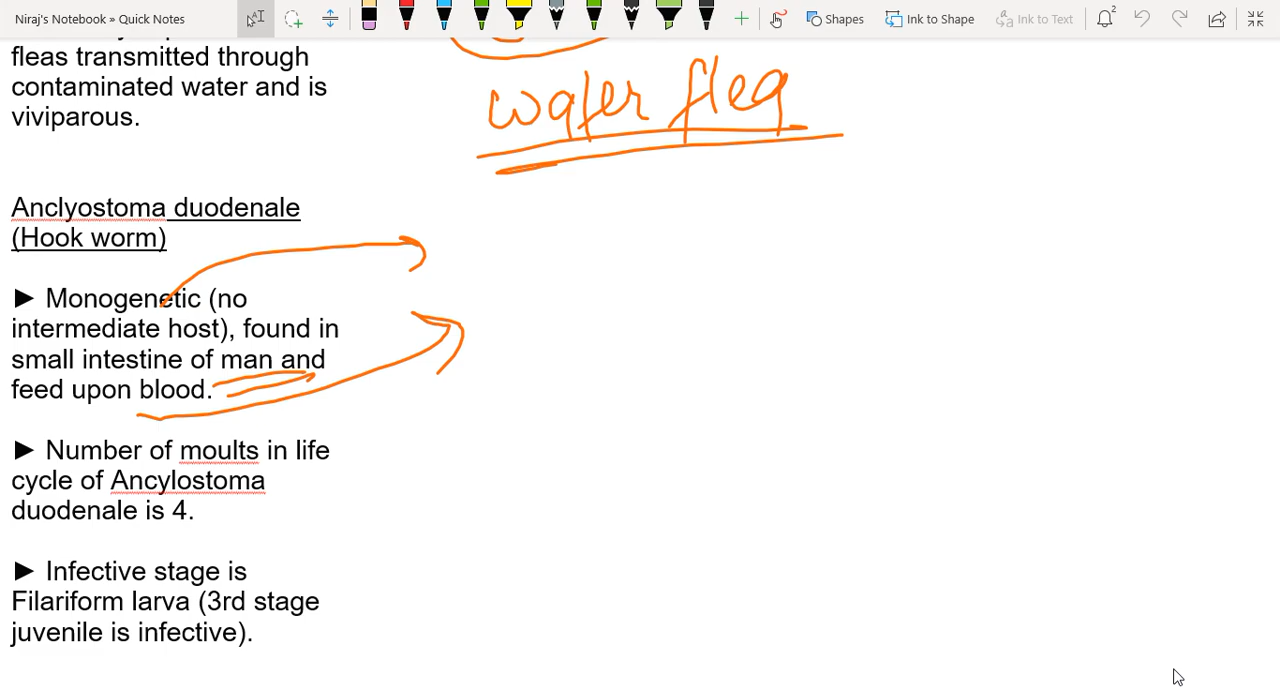 Niraj's Notebook » Quick Notes
Shapes
Ink to Shape
Ink to Text
2
fleas transmitted through
contaminated water and is
viviparous.
water flea
Anclyostoma duodenale
(Hook worm)
► Monogenetic (no
intermediate host), found in
small intestine of man and
feed upon blood.
► Number of moults in life
cycle of Ancylostoma
duodenale is 4.
► Infective stage is
Filariform larva (3rd stage
juvenile is infective).